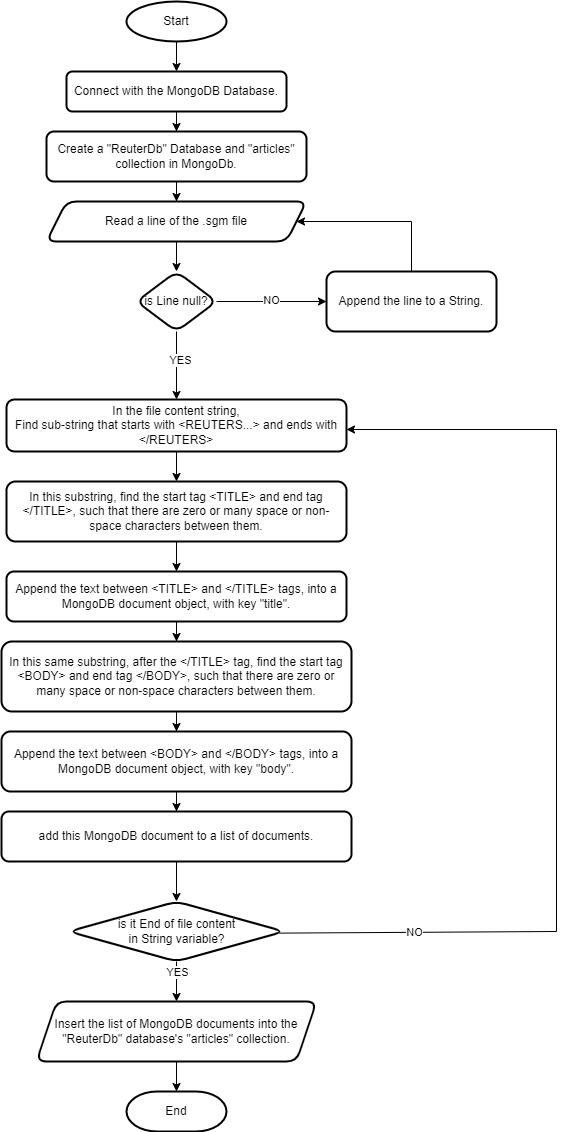 Start
Connect with the MongoDB Database.
Create a "ReuterDb" Database and "articles"
collection in MongoDb.
Read a line of the .sgm file
is Line null?
NO
Append the line to a String.
YES
In the file content string,
Find sub-string that starts with <REUTERS...> and ends with
</REUTERS>
In this substring, find the start tag <TITLE> and end tag
</TITLE>, such that there are zero or many space or non-
space characters between them.
Append the text between <TITLE> and </TITLE> tags, into a
MongoDB document object, with key "title".
In this same substring, after the </TITLE> tag, find the start tag
<BODY> and end tag </BODY>, such that there are zero or
many space or non-space characters between them.
Append the text between <BODY> and </BODY> tags, into a
MongoDB document object, with key "body".
add this MongoDB document to a list of documents.
is it End of file content
in String variable?
NO
YES
Insert the list of MongoDB documents into the
"ReuterDb" database's "articles" collection.
End